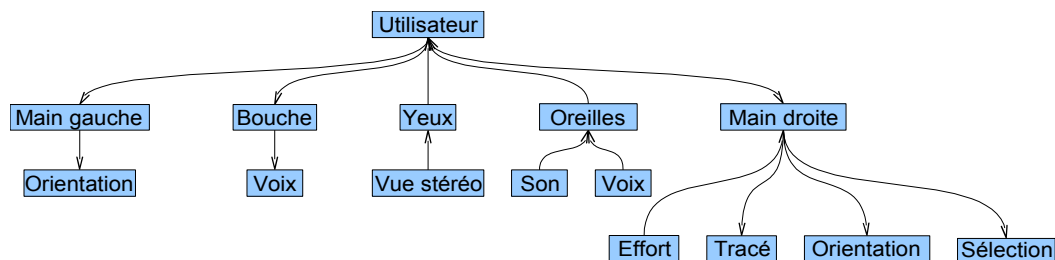 Utilisateur
Main gauche
Bouche
Yeux
Oreilles
Main droite
Orientation
Voix
Vue stéréo
Son
Voix
Effort
Tracé
Orientation
Sélection